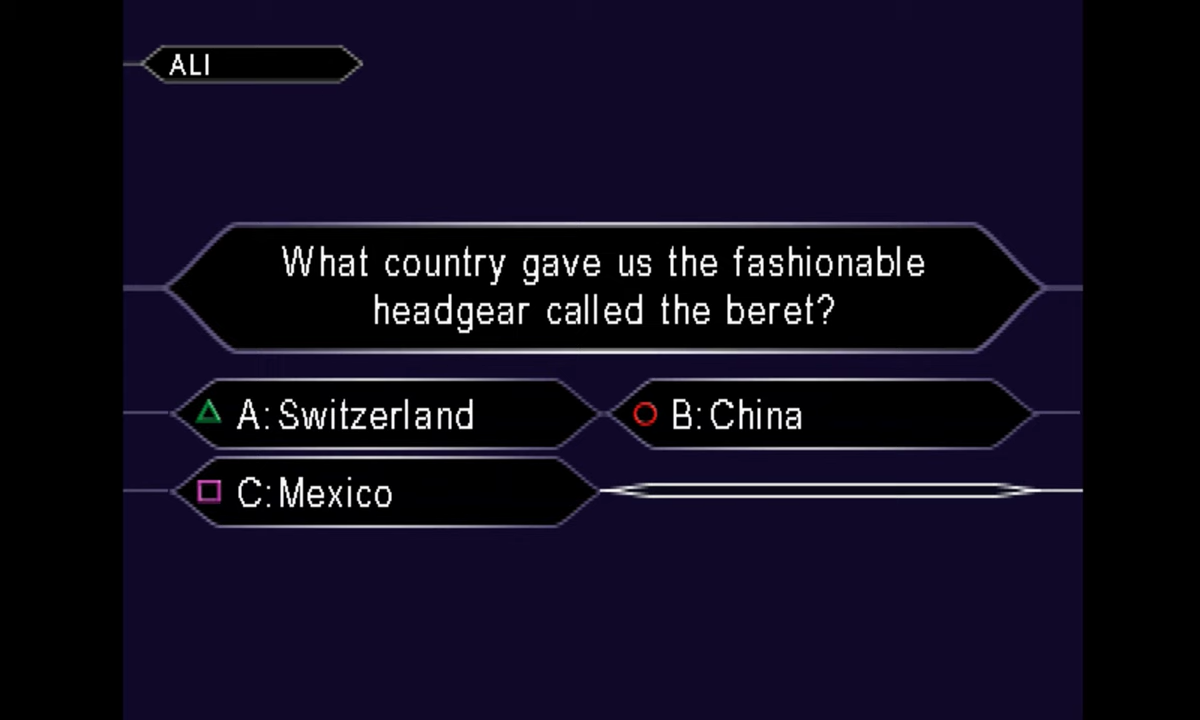 ALI
What country gave us the fashionable
headgear called the beret?
A: Switzerland
B: China
C: Mexico